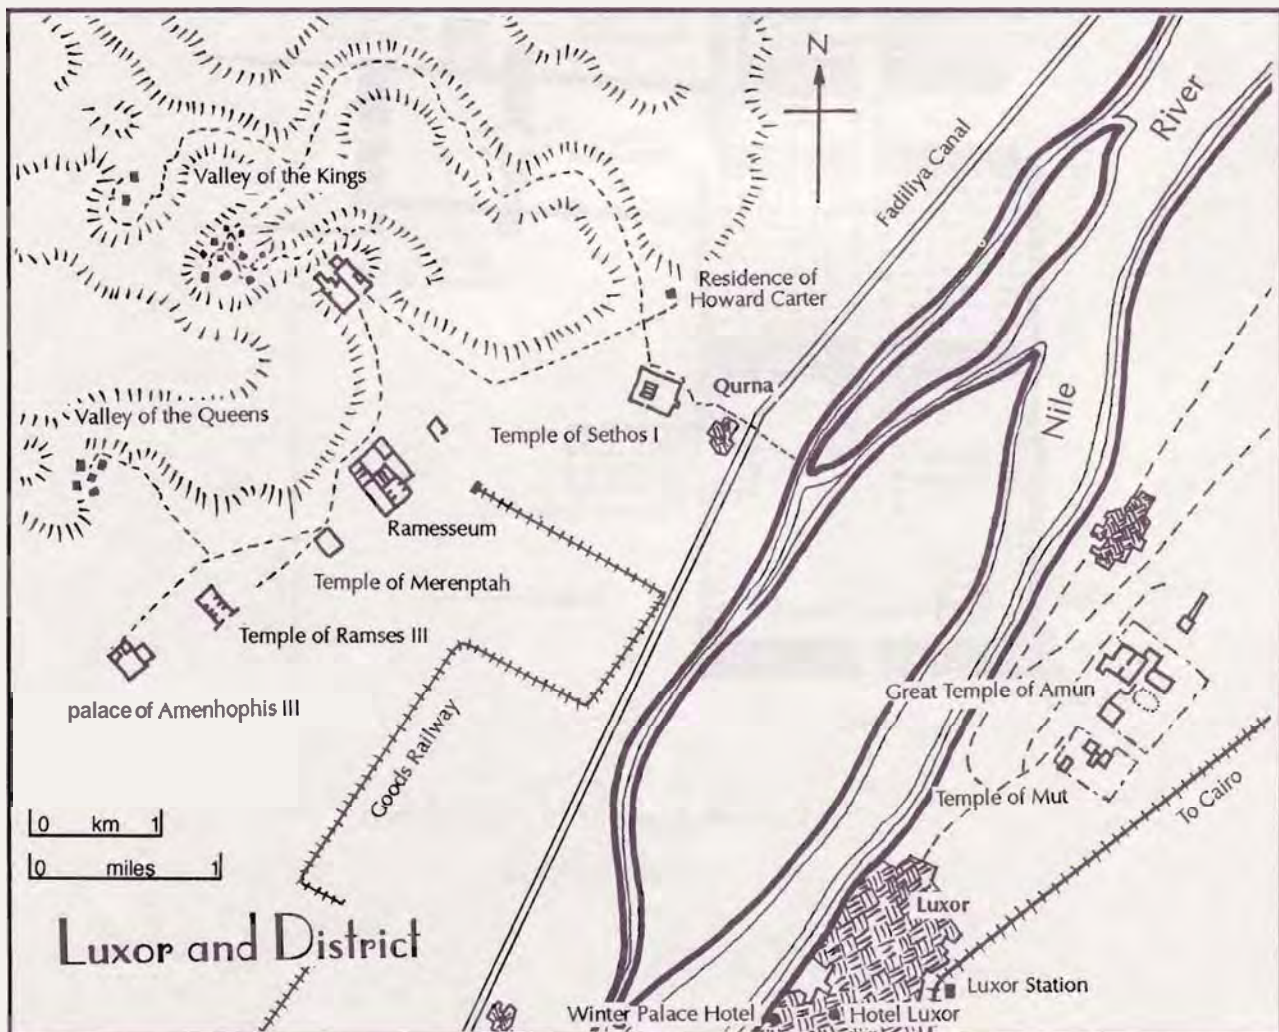 N
River
Fadilliya Canal
Valley of the Kings
Residence of
Howard Carter
Qurna
Nile
Valley of the Queens
Temple of Sethos I
Ramesseum
Temple of Merenptah
Temple of Ramses III
palace of Amenhophis III
Great Temple of Amun
Goods Railway
Temple of Mut
To Cairo
0 km 1
0 miles 1
Luxor and District
Luxor
Luxor Station
Winter Palace Hotel
Hotel Luxor